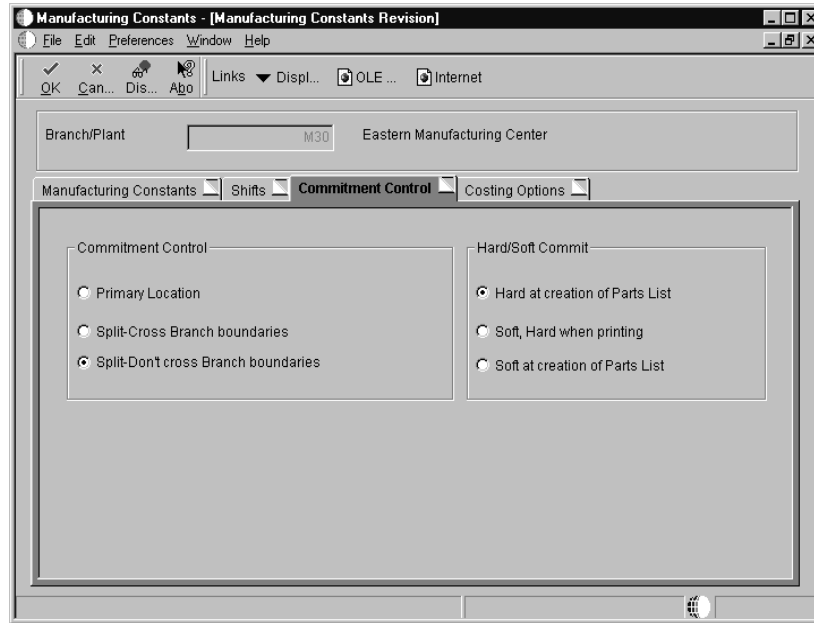 Manufacturing Constants - [Manufacturing Constants Revision]
File Edit Preferences Window Help
OK Can... Dis... Abo Links Displ... OLE ... Internet
Branch/Plant M30 Eastern Manufacturing Center
Manufacturing Constants Shifts Commitment Control Costing Options
Commitment Control Hard/Soft Commit
Primary Location Hard at creation of Parts List
Split-Cross Branch boundaries Soft, Hard when printing
Split-Don't cross Branch boundaries Soft at creation of Parts List